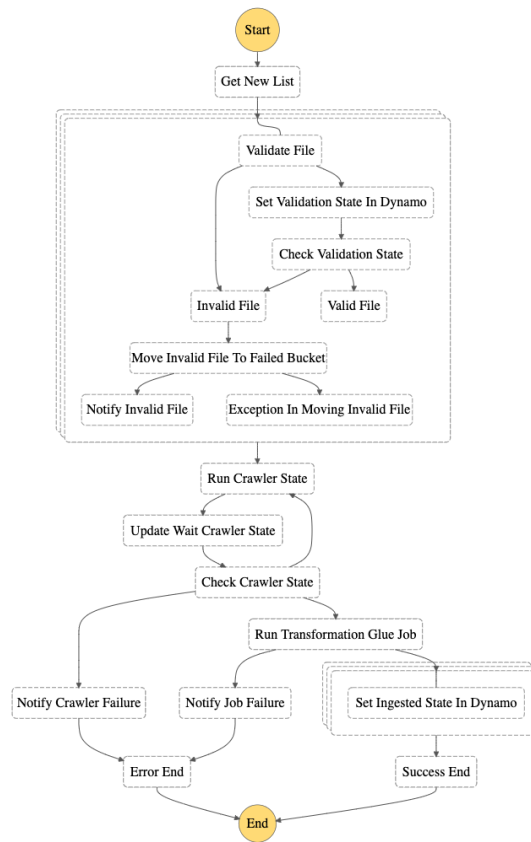 Start
Get New List
Validate File
Set Validation State In Dynamo
Check Validation State
Invalid File
Valid File
Move Invalid File To Failed Bucket
Notify Invalid File
Exception In Moving Invalid File
Run Crawler State
Update Wait Crawler State
Check Crawler State
Run Transformation Glue Job
Notify Crawler Failure
Notify Job Failure
Set Ingested State In Dynamo
Error End
Success End
End